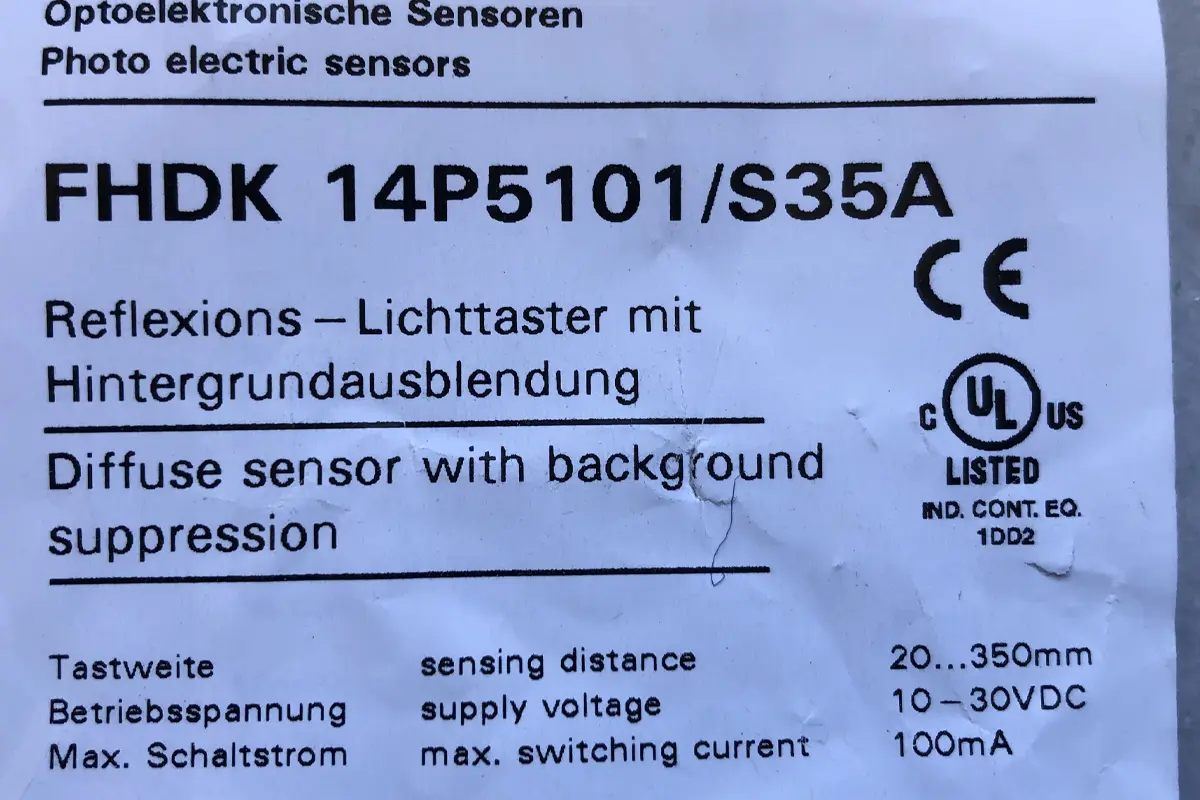 Optoelektronische Sensoren
Photo electric sensors
FHDK 14P5101/S35A
CE
Reflexions – Lichttaster mit
Hintergrundausblendung
C UL US
LISTED
IND. CONT. EQ.
1DD2
Diffuse sensor with background
suppression
Tastweite sensing distance 20...350mm
Betriebsspannung supply voltage 10–30VDC
Max. Schaltstrom max. switching current 100mA